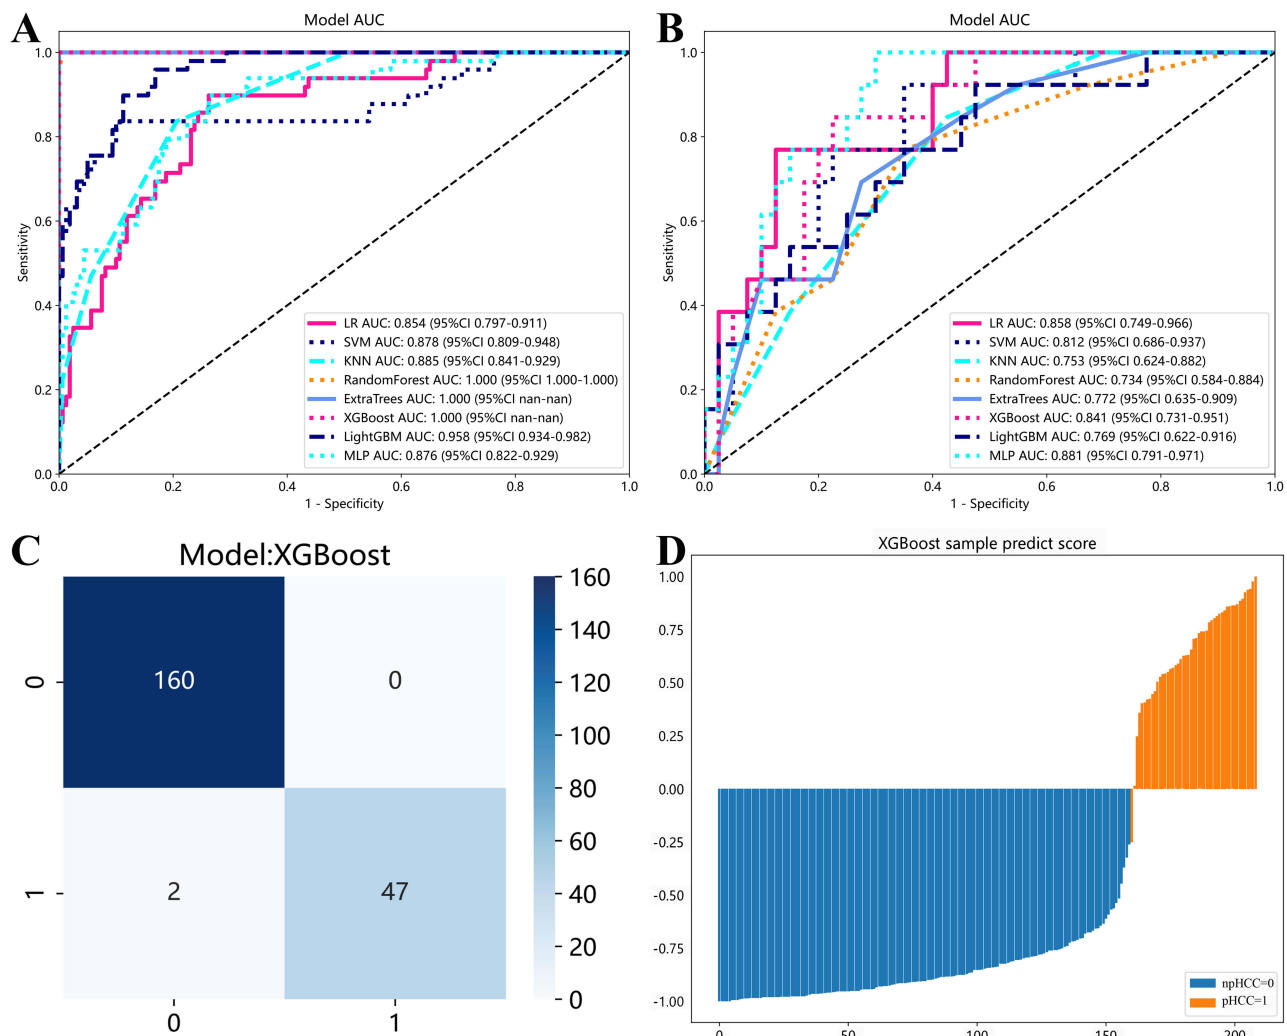 A
Model AUC
1.0
0.8
0.6
0.4
0.2
0.0
Sensitivity
LR AUC: 0.854 (95%CI 0.797-0.911)
SVM AUC: 0.878 (95%CI 0.809-0.948)
KNN AUC: 0.885 (95%CI 0.841-0.929)
RandomForest AUC: 1.000 (95%CI 1.000-1.000)
ExtraTrees AUC: 1.000 (95%CI nan-nan)
XGBoost AUC: 1.000 (95%CI nan-nan)
LightGBM AUC: 0.958 (95%CI 0.934-0.982)
MLP AUC: 0.876 (95%CI 0.822-0.929)
0.0 0.2 0.4 0.6 0.8 1.0
1 - Specificity
B
Model AUC
1.0
0.8
0.6
0.4
0.2
0.0
Sensitivity
LR AUC: 0.858 (95%CI 0.749-0.966)
SVM AUC: 0.812 (95%CI 0.686-0.937)
KNN AUC: 0.753 (95%CI 0.624-0.882)
RandomForest AUC: 0.734 (95%CI 0.584-0.884)
ExtraTrees AUC: 0.772 (95%CI 0.635-0.909)
XGBoost AUC: 0.841 (95%CI 0.731-0.951)
LightGBM AUC: 0.769 (95%CI 0.622-0.916)
MLP AUC: 0.881 (95%CI 0.791-0.971)
0.0 0.2 0.4 0.6 0.8 1.0
1 - Specificity
C
Model:XGBoost
0
1
160 0
2 47
0 1
160
140
120
100
80
60
40
20
0
D
XGBoost sample predict score
1.00
0.75
0.50
0.25
0.00
-0.25
-0.50
-0.75
-1.00
npHCC=0
pHCC=1
0 50 100 150 200